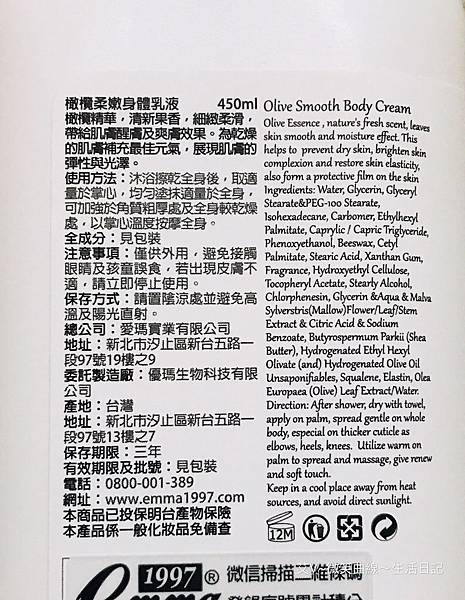 橄欖柔嫩身體乳液 450ml
橄欖精華，清新果香，細緻柔滑，
帶給肌膚醒膚及爽膚效果。為乾燥
的肌膚補充最佳元氣，展現肌膚的
彈性與光澤。
使用方法：沐浴擦乾全身後，取適
量於掌心，均勻塗抹適量於全身，
可加強於角質粗厚處及全身較乾燥
處，以掌心溫度按摩全身。
全成分：見包裝
注意事項：僅供外用，避免接觸
眼睛及孩童誤食，若出現皮膚不
適，請立即停止使用。
保存方式：請置陰涼處並避免高
溫及陽光直射。
總公司：愛瑪實業有限公司
地址：新北市汐止區新台五路一
段97號19樓之9
委託製造廠：優瑪生物科技有限
公司
產地：台灣
地址：新北市汐止區新台五路一
段97號13樓之7
保存期限：三年
有效期限及批號：見包裝
電話：0800-001-389
網址：www.emma1997.com
本商品已投保明台產物保險
本產品係一般化妝品免備查
Olive Smooth Body Cream
Olive Essence , nature's fresh scent, leaves
skin smooth and moisture effect. This
helps to prevent dry skin, brighten skin
complexion and restore skin elasticity,
also form a protective film on the skin
Ingredients: Water, Glycerin, Glyceryl
Stearate&PEG-100 Stearate,
Isohexadecane, Carbomer, Ethylhexyl
Palmitate, Caprylic / Capric Triglyceride,
Phenoxyethanol, Beeswax, Cetyl
Palmitate, Stearic Acid, Xanthan Gum,
Fragrance, Hydroxyethyl Cellulose,
Tocopheryl Acetate, Stearly Alcohol,
Chlorphenesin, Glycerin &Aqua & Malva
Sylverstris(Mallow)Flower/Leaf/Stem
Extract & Citric Acid & Sodium
Benzoate, Butyrospermum Parkii (Shea
Butter), Hydrogenated Ethyl Hexyl
Olivate (and) Hydrogenated Olive Oil
Unsaponifiables, Squalene, Elastin, Olea
Europaea (Olive) Leaf Extract/Water.
Direction: After shower, dry with towel,
apply on palm, spread gentle on whole
body, especial on thicker cuticle as
elbows, heels, knees. Utilize warm on
palm to spread and massage, give renew
and soft touch.
Keep in a cool place away from heat
sources, and avoid direct sunlight.
12M
1997 ® 微信掃描二維條碼
emma